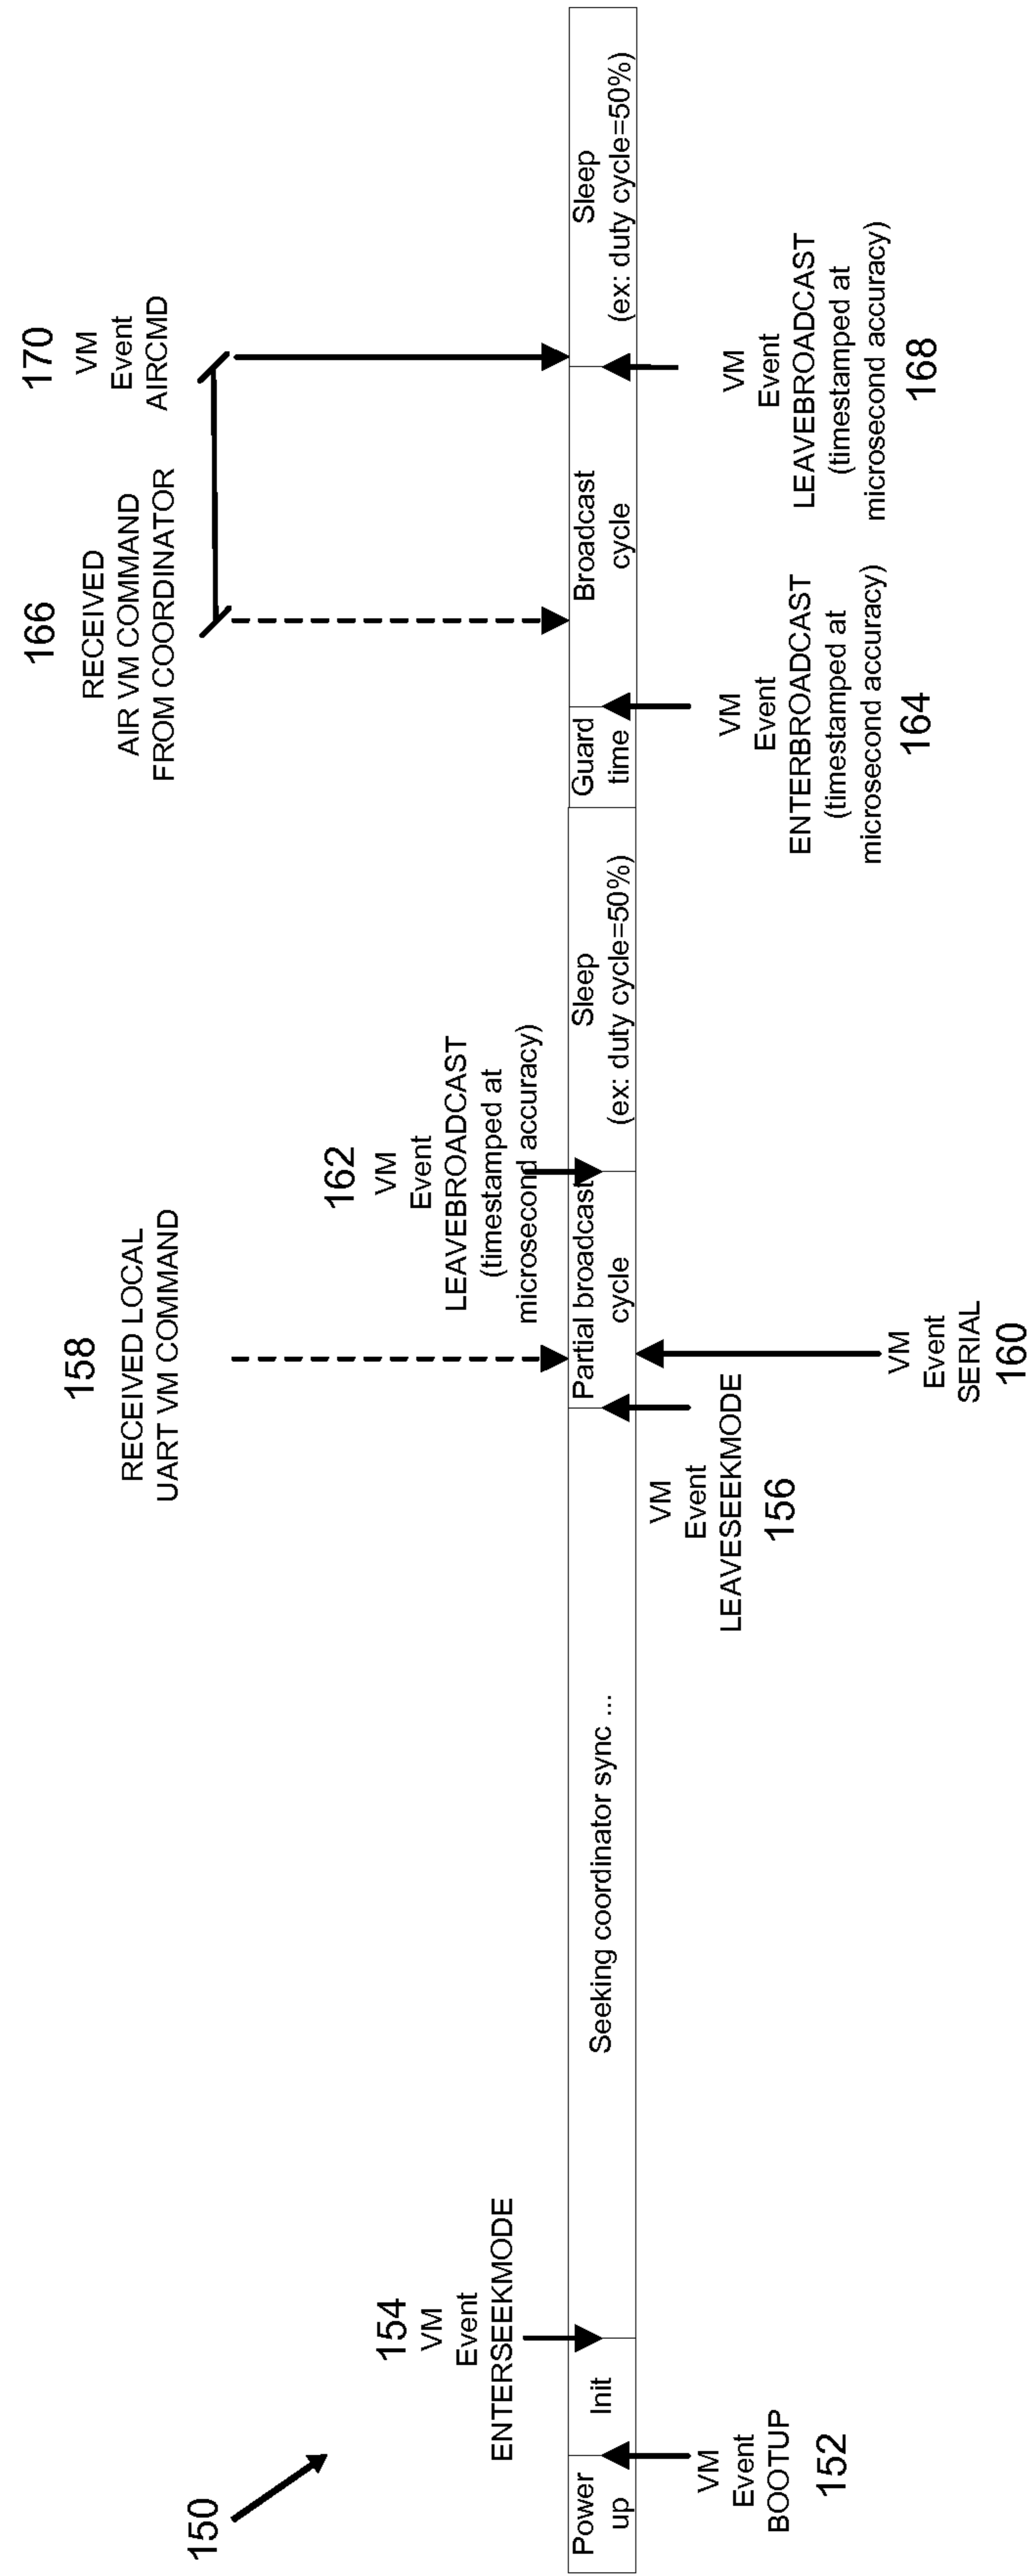 150
154
VM
Event
ENTERSEEKMODE
158
RECEIVED LOCAL
UART VM COMMAND
162
VM
Event
LEAVEBROADCAST
(timestamped at
microsecond accuracy)
166
RECEIVED
AIR VM COMMAND
FROM COORDINATOR
170
VM
Event
AIRCMD
Power
up
Init
Seeking coordinator sync ...
Partial broadcast
cycle
Sleep
(ex: duty cycle=50%)
Guard
time
Broadcast
cycle
Sleep
(ex: duty cycle=50%)
VM
Event
BOOTUP
152
VM
Event
LEAVESEEKMODE
156
VM
Event
SERIAL
160
VM
Event
ENTERBROADCAST
(timestamped at
microsecond accuracy)
164
VM
Event
LEAVEBROADCAST
(timestamped at
microsecond accuracy)
168